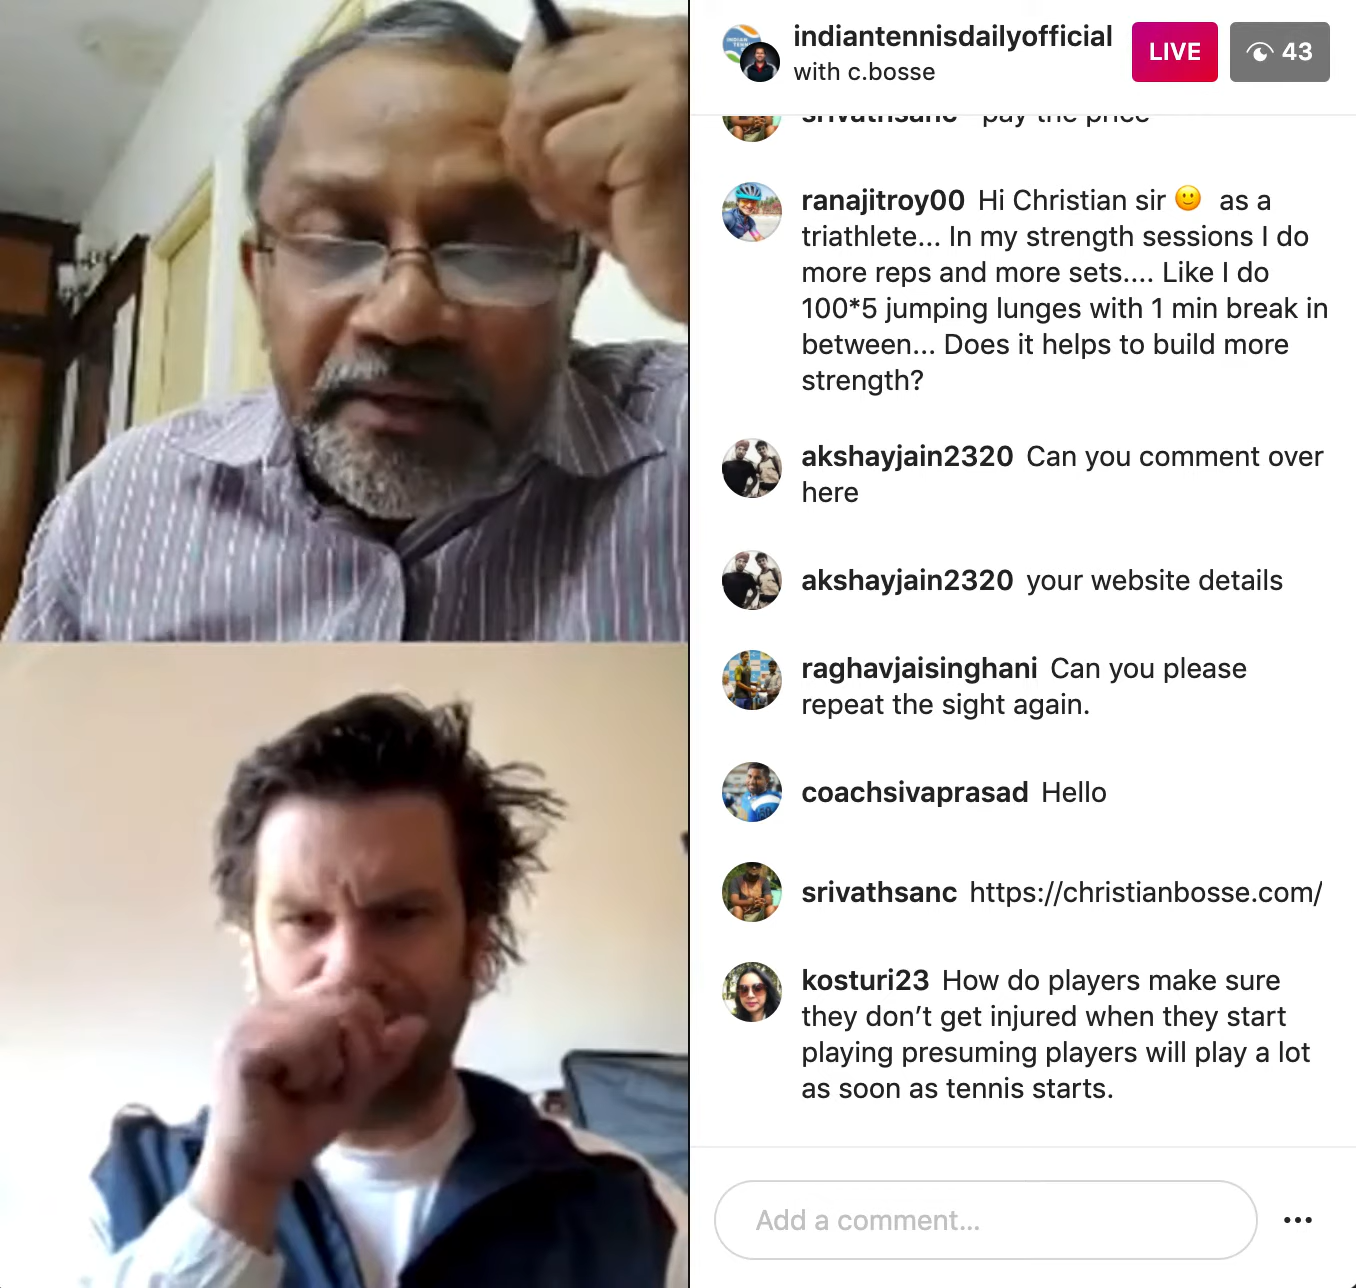 indiantennisdailyofficial
with c.bosse
LIVE
43
srivathsanc pay the price
ranajitroy00 Hi Christian sir 🙂 as a
triathlete... In my strength sessions I do
more reps and more sets.... Like I do
100*5 jumping lunges with 1 min break in
between... Does it helps to build more
strength?
akshayjain2320 Can you comment over
here
akshayjain2320 your website details
raghavjaisinghani Can you please
repeat the sight again.
coachsivaprasad Hello
srivathsanc https://christianbosse.com/
kosturi23 How do players make sure
they don’t get injured when they start
playing presuming players will play a lot
as soon as tennis starts.
Add a comment...